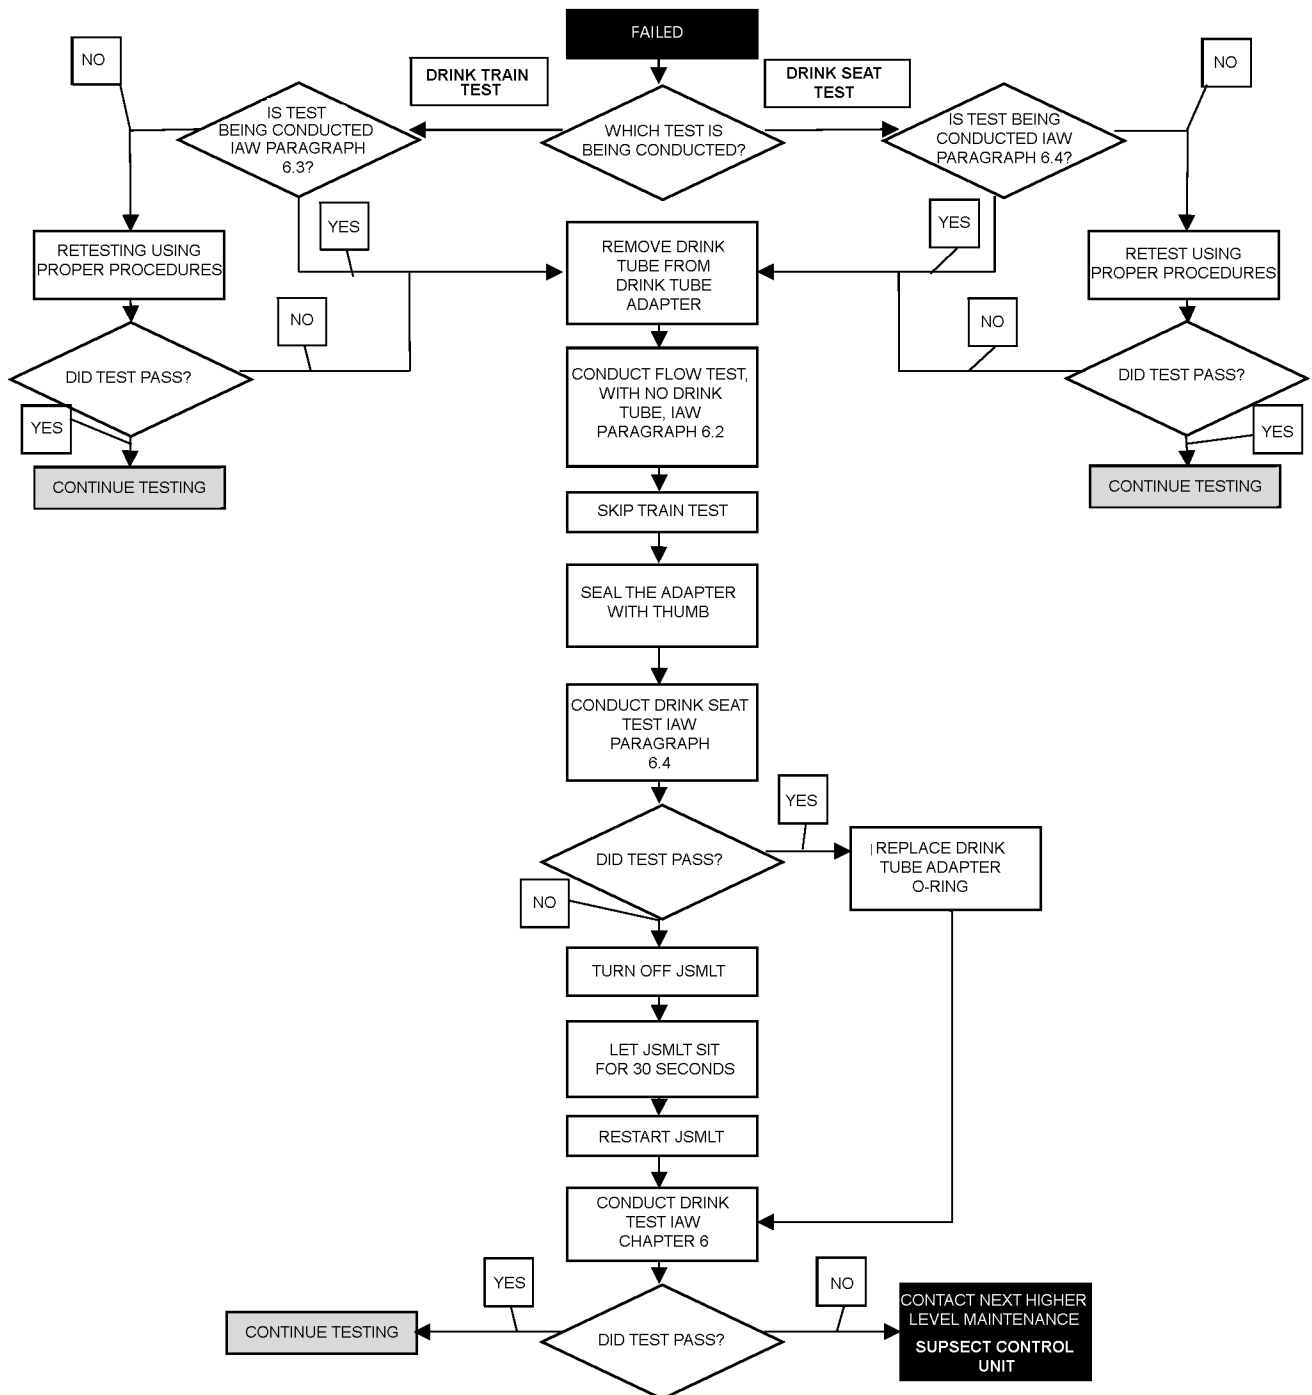 FAILED
NO
DRINK TRAIN
TEST
DRINK SEAT
TEST
NO
IS TEST
BEING CONDUCTED
IAW PARAGRAPH
6.3?
WHICH TEST IS
BEING CONDUCTED?
IS TEST BEING
CONDUCTED IAW
PARAGRAPH 6.4?
YES
YES
RETESTING USING
PROPER PROCEDURES
REMOVE DRINK
TUBE FROM
DRINK TUBE
ADAPTER
RETEST USING
PROPER PROCEDURES
NO
NO
DID TEST PASS?
CONDUCT FLOW TEST,
WITH NO DRINK
TUBE, IAW
PARAGRAPH 6.2
DID TEST PASS?
YES
YES
CONTINUE TESTING
CONTINUE TESTING
SKIP TRAIN TEST
SEAL THE ADAPTER
WITH THUMB
CONDUCT DRINK SEAT
TEST IAW
PARAGRAPH
6.4
YES
DID TEST PASS?
REPLACE DRINK
TUBE ADAPTER
O-RING
NO
TURN OFF JSMLT
LET JSMLT SIT
FOR 30 SECONDS
RESTART JSMLT
CONDUCT DRINK
TEST IAW
CHAPTER 6
YES
NO
CONTINUE TESTING
DID TEST PASS?
CONTACT NEXT HIGHER
LEVEL MAINTENANCE
SUPSECT CONTROL
UNIT